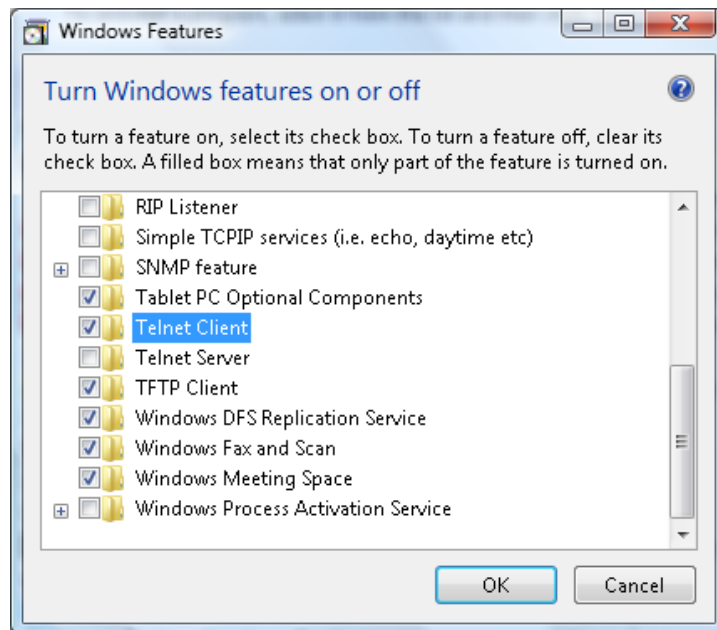 Windows Features
Turn Windows features on or off
To turn a feature on, select its check box. To turn a feature off, clear its
check box. A filled box means that only part of the feature is turned on.
RIP Listener
Simple TCPIP services (i.e. echo, daytime etc)
SNMP feature
Tablet PC Optional Components
Telnet Client
Telnet Server
TFTP Client
Windows DFS Replication Service
Windows Fax and Scan
Windows Meeting Space
Windows Process Activation Service
OK
Cancel